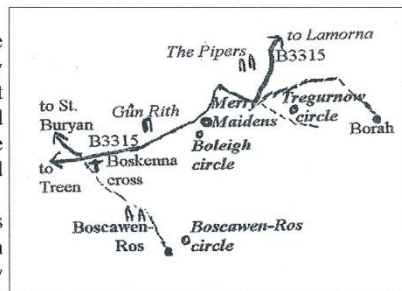 to Lamorna
The Pipers
B3315
to St.
Buryan
Gûn Rith
Merry
Maidens
Tregurnow
circle
Borah
B3315
Boleigh
circle
to
Treen
Boskenna
cross
Boscawen-
Ros
Boscawen-Ros
circle